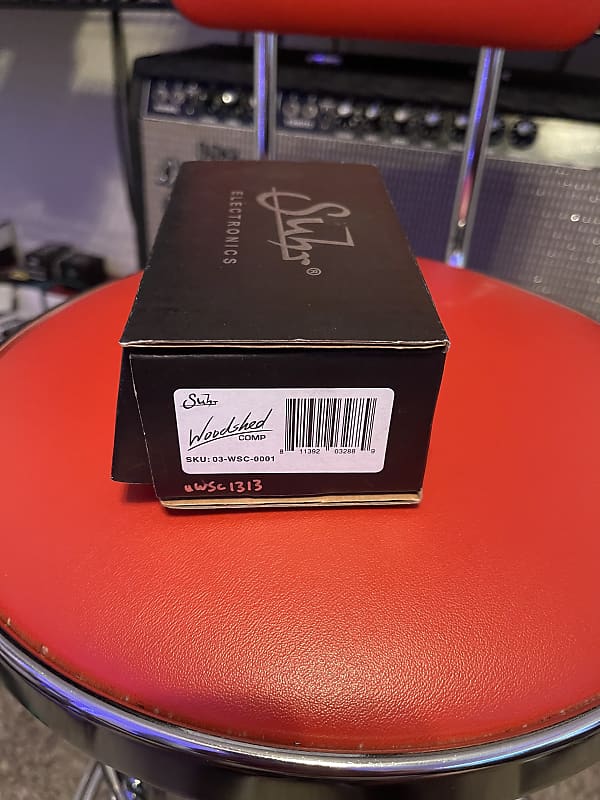 Suhr®
ELECTRONICS
Suhr
Woodshed
COMP
SKU: 03-WSC-0001
8 11392 03288 9
WSC1313